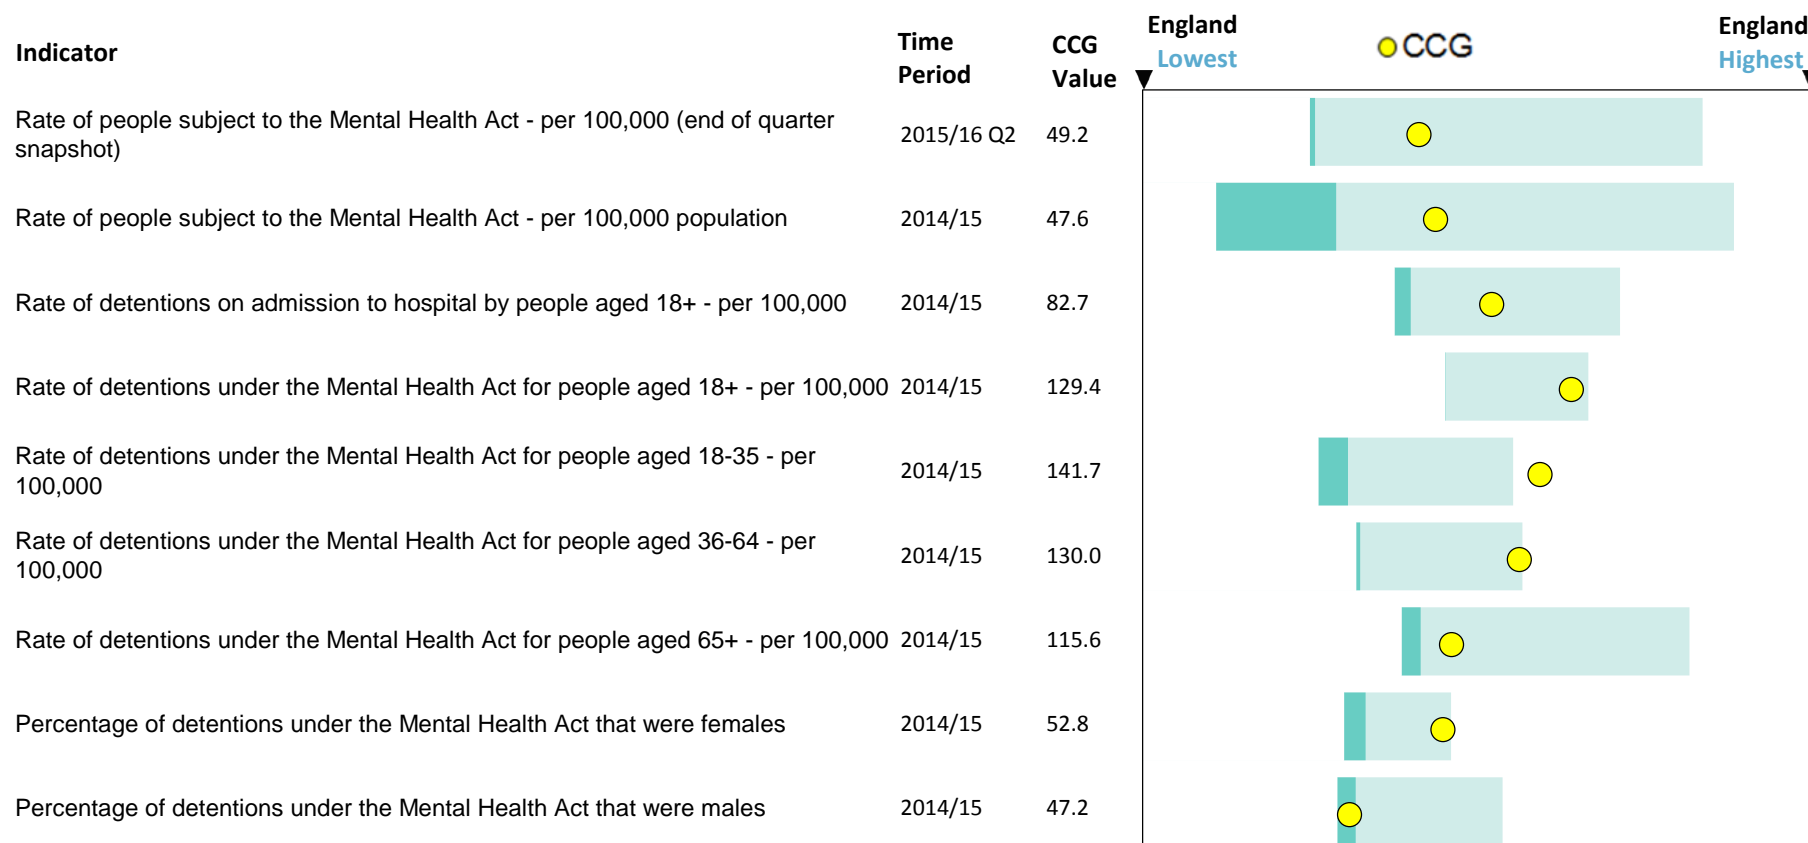 Indicator
Time Period
CCG Value
England Lowest
CCG
England Highest
Rate of people subject to the Mental Health Act - per 100,000 (end of quarter
snapshot)
2015/16 Q2
49.2
Rate of people subject to the Mental Health Act - per 100,000 population
2014/15
47.6
Rate of detentions on admission to hospital by people aged 18+ - per 100,000
2014/15
82.7
Rate of detentions under the Mental Health Act for people aged 18+ - per 100,000
2014/15
129.4
Rate of detentions under the Mental Health Act for people aged 18-35 - per
100,000
2014/15
141.7
Rate of detentions under the Mental Health Act for people aged 36-64 - per
100,000
2014/15
130.0
Rate of detentions under the Mental Health Act for people aged 65+ - per 100,000
2014/15
115.6
Percentage of detentions under the Mental Health Act that were females
2014/15
52.8
Percentage of detentions under the Mental Health Act that were males
2014/15
47.2